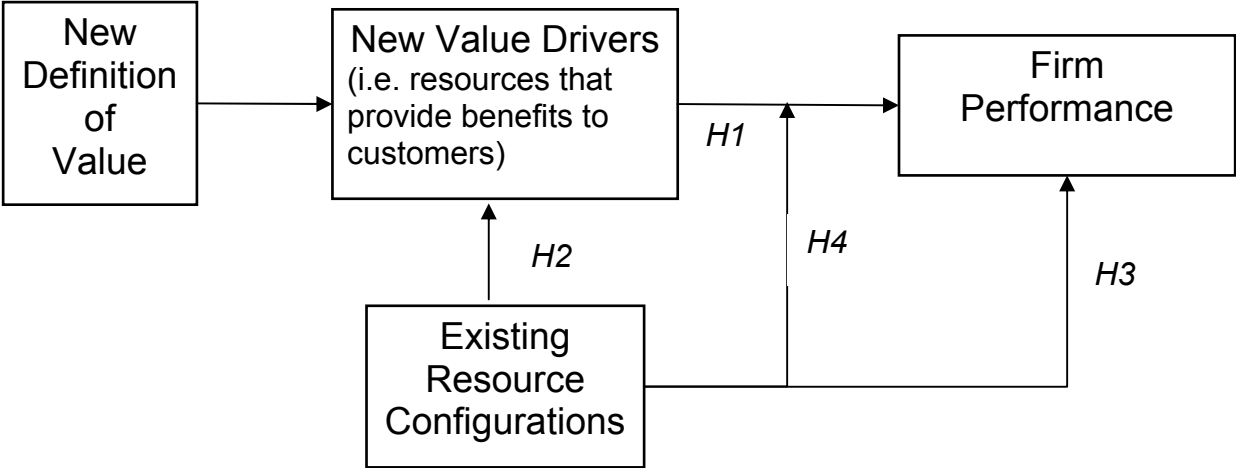 New
Definition
of
Value
New Value Drivers
(i.e. resources that
provide benefits to
customers)
Firm
Performance
H1
H2
H4
H3
Existing
Resource
Configurations